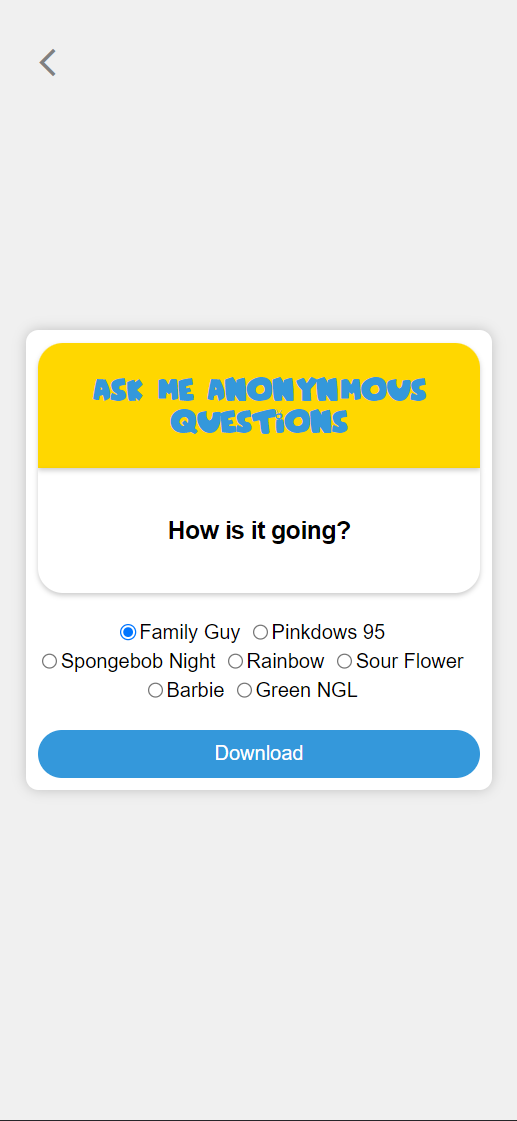 ASK ME ANONYNMOUS
QUESTIONS
How is it going?
Family Guy Pinkdows 95
Spongebob Night Rainbow Sour Flower
Barbie Green NGL
Download